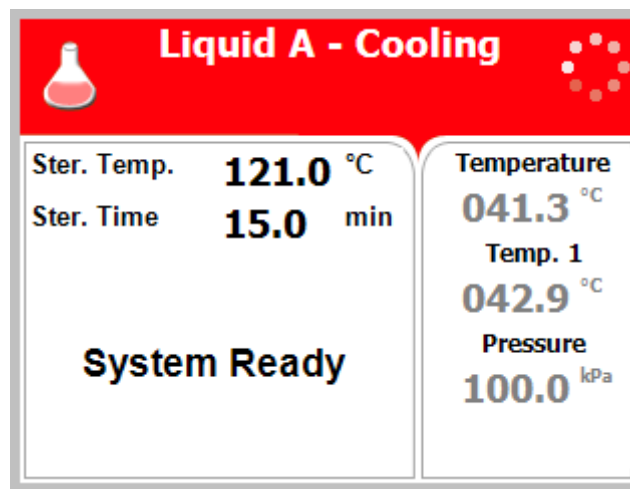 Liquid A - Cooling
Ster. Temp. 121.0 °C
Ster. Time 15.0 min
System Ready
Temperature
041.3 °C
Temp. 1
042.9 °C
Pressure
100.0 kPa